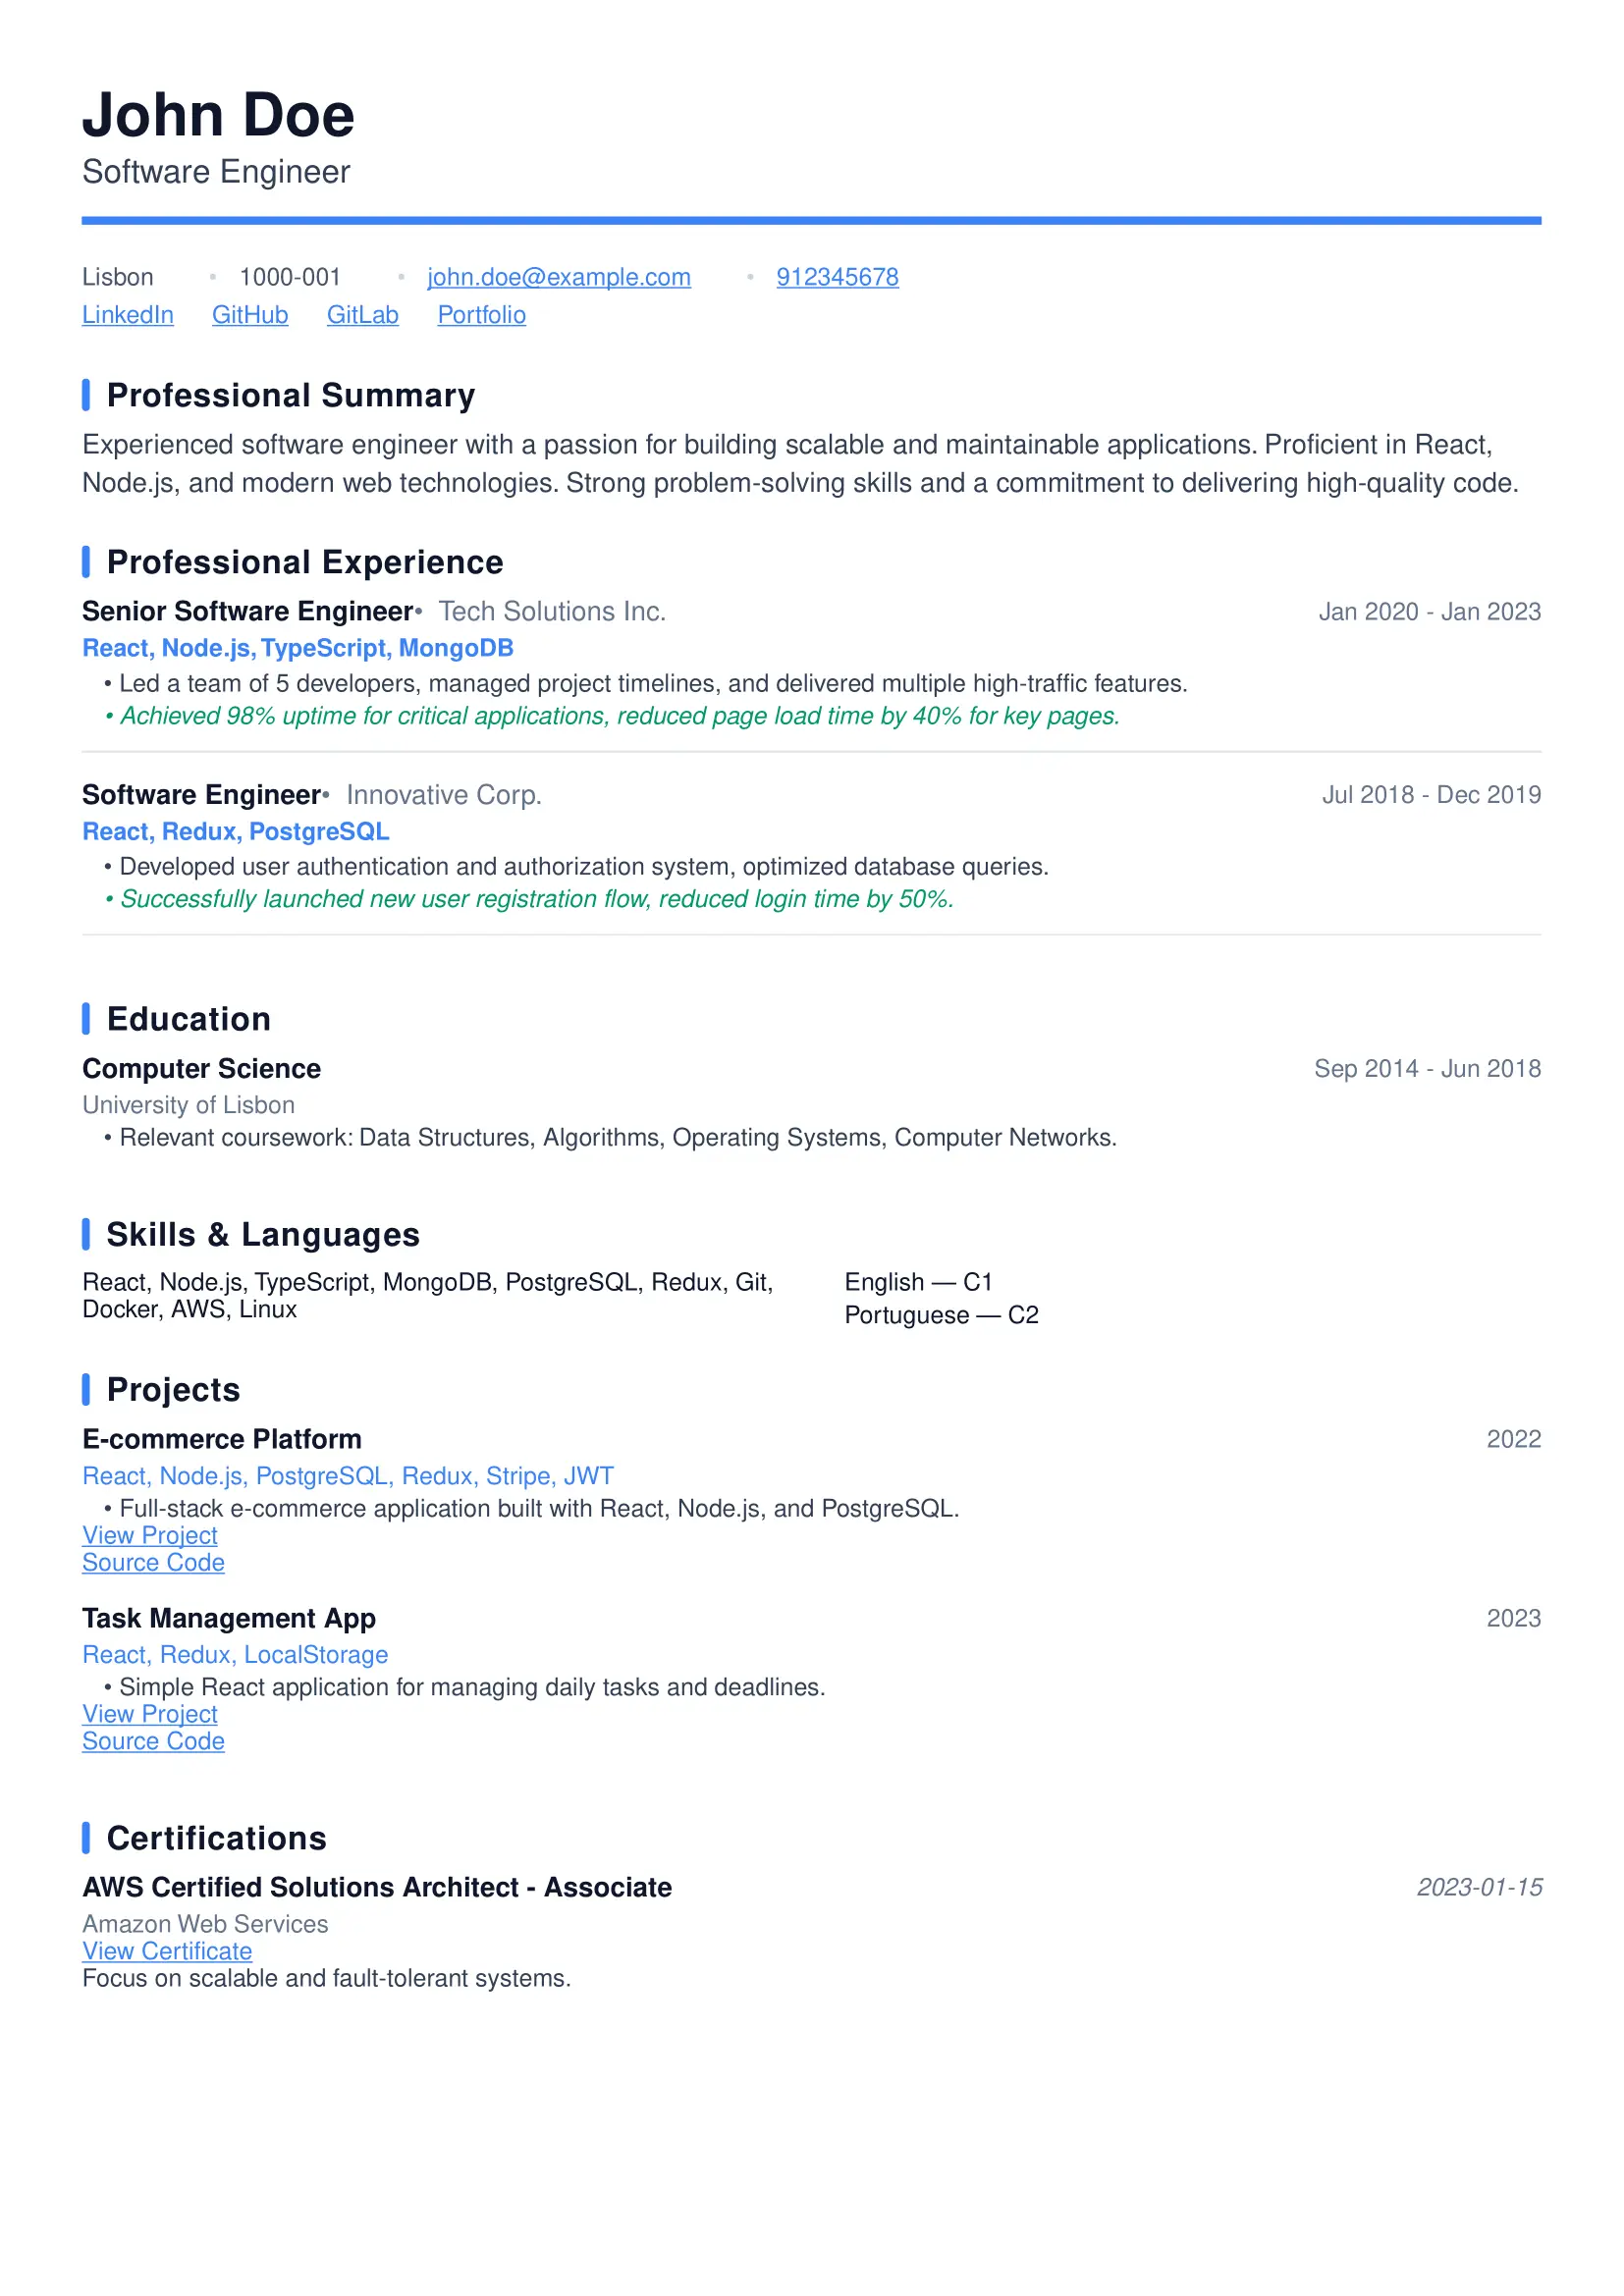 John Doe
Software Engineer
Lisbon • 1000-001 • john.doe@example.com • 912345678
LinkedIn GitHub GitLab Portfolio
Professional Summary
Experienced software engineer with a passion for building scalable and maintainable applications. Proficient in React,
Node.js, and modern web technologies. Strong problem-solving skills and a commitment to delivering high-quality code.
Professional Experience
Senior Software Engineer• Tech Solutions Inc. Jan 2020 - Jan 2023
React, Node.js, TypeScript, MongoDB
• Led a team of 5 developers, managed project timelines, and delivered multiple high-traffic features.
• Achieved 98% uptime for critical applications, reduced page load time by 40% for key pages.
Software Engineer• Innovative Corp. Jul 2018 - Dec 2019
React, Redux, PostgreSQL
• Developed user authentication and authorization system, optimized database queries.
• Successfully launched new user registration flow, reduced login time by 50%.
Education
Computer Science Sep 2014 - Jun 2018
University of Lisbon
• Relevant coursework: Data Structures, Algorithms, Operating Systems, Computer Networks.
Skills & Languages
React, Node.js, TypeScript, MongoDB, PostgreSQL, Redux, Git,
Docker, AWS, Linux
English — C1
Portuguese — C2
Projects
E-commerce Platform 2022
React, Node.js, PostgreSQL, Redux, Stripe, JWT
• Full-stack e-commerce application built with React, Node.js, and PostgreSQL.
View Project
Source Code
Task Management App 2023
React, Redux, LocalStorage
• Simple React application for managing daily tasks and deadlines.
View Project
Source Code
Certifications
AWS Certified Solutions Architect - Associate 2023-01-15
Amazon Web Services
View Certificate
Focus on scalable and fault-tolerant systems.